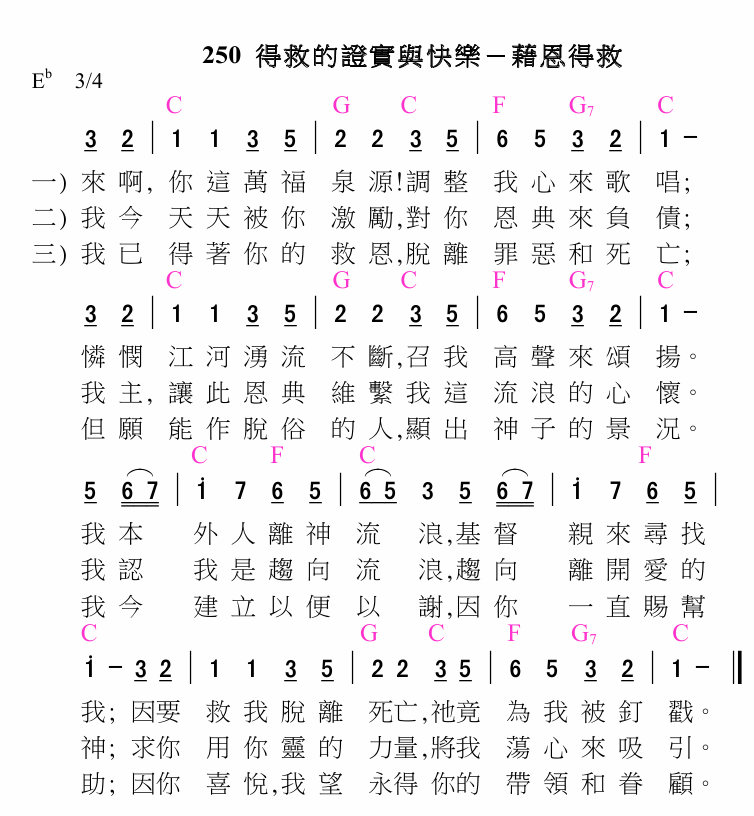 250 得救的證實與快樂－藉恩得救
E♭ 3/4
C G C F G7 C
3 2 | 1 1 3 5 | 2 2 3 5 | 6 5 3 2 | 1 －
一) 來啊, 你這萬福 泉源!調整 我心來歌 唱;
二) 我今 天天被你 激勵,對你 恩典來負 債;
三) 我已 得著你的 救恩,脫離 罪惡和死 亡;
C G C F G7 C
3 2 | 1 1 3 5 | 2 2 3 5 | 6 5 3 2 | 1 －
憐憫 江河湧流 不斷,召我 高聲來頌 揚。
我主, 讓此恩典 維繫我這 流浪的心 懷。
但願 能作脫俗 的人,顯出 神子的景 況。
C F C F
5 6 7 | i 7 6 5 | 6 5 3 5 6 7 | i 7 6 5 |
我本 外人離神 流浪,基督 親來尋找
我認 我是趨向 流浪,趨向 離開愛的
我今 建立以便 以謝,因你 一直賜幫
C G C F G7 C
i － 3 2 | 1 1 3 5 | 2 2 3 5 | 6 5 3 2 | 1 － ‖
我; 因要 救我脫離 死亡,祂竟 為我被釘 戳。
神; 求你 用你靈的 力量,將我 蕩心來吸 引。
助; 因你 喜悅,我望 永得你的 帶領和眷 顧。